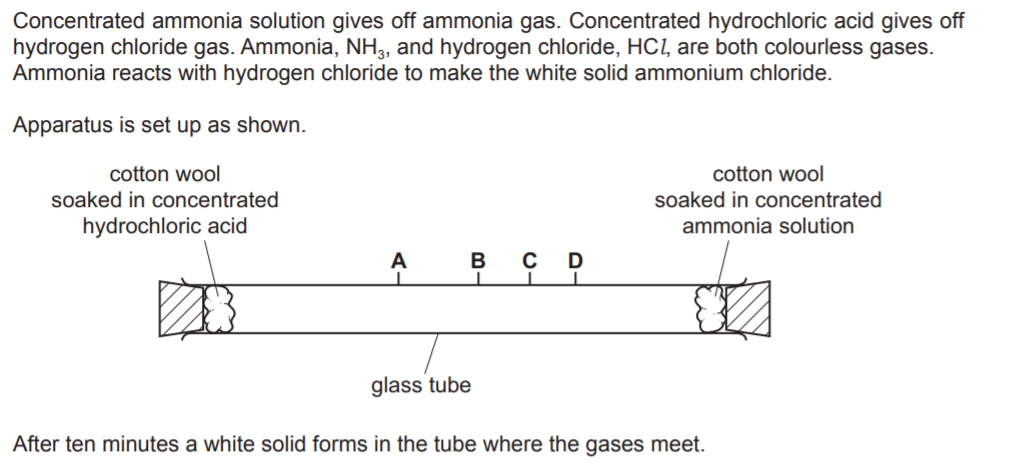 Concentrated ammonia solution gives off ammonia gas. Concentrated hydrochloric acid gives off
hydrogen chloride gas. Ammonia, NH₃, and hydrogen chloride, HCl, are both colourless gases.
Ammonia reacts with hydrogen chloride to make the white solid ammonium chloride.
Apparatus is set up as shown.
cotton wool
soaked in concentrated
hydrochloric acid
cotton wool
soaked in concentrated
ammonia solution
A B C D
glass tube
After ten minutes a white solid forms in the tube where the gases meet.